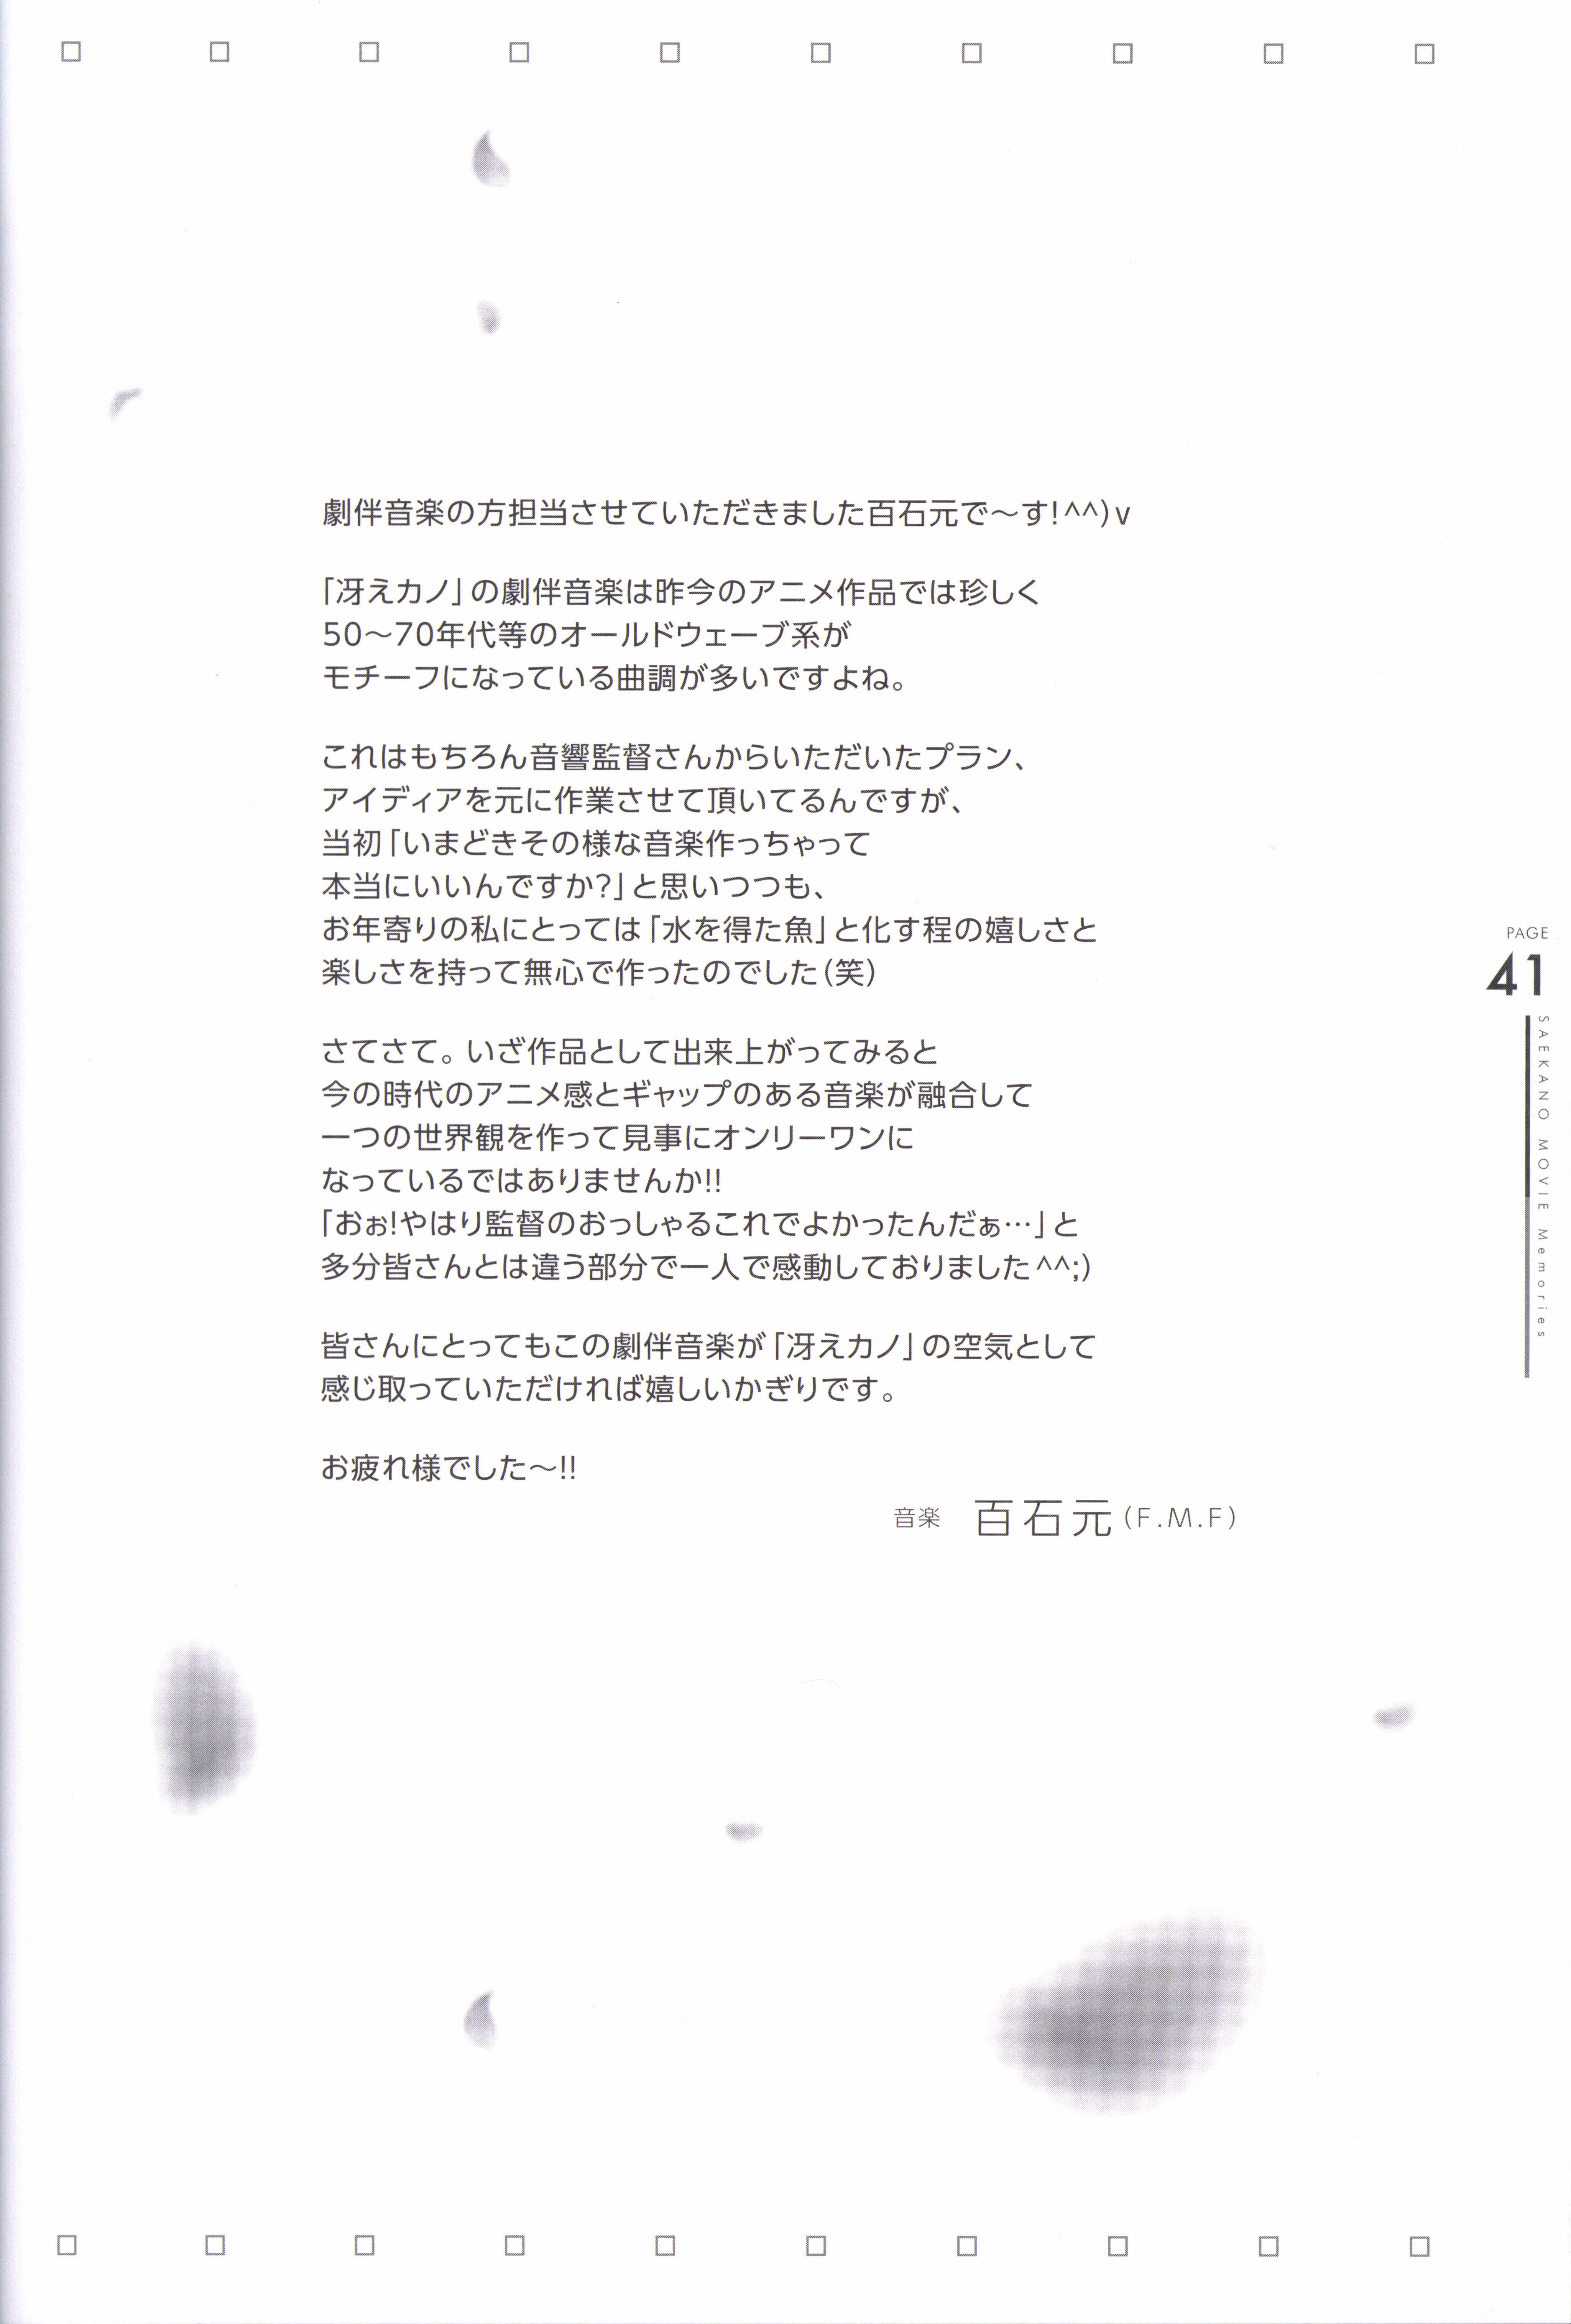 劇伴音楽の方担当させていただきました百石元で～す!^^)v
「冴えカノ」の劇伴音楽は昨今のアニメ作品では珍しく
50～70年代等のオールドウェーブ系が
モチーフになっている曲調が多いですよね。
これはもちろん音響監督さんからいただいたプラン、
アイディアを元に作業させて頂いてるんですが、
当初「いまどきその様な音楽作っちゃって
本当にいいんですか?」と思いつつも、
お年寄りの私にとっては「水を得た魚」と化す程の嬉しさと
楽しさを持って無心で作ったのでした(笑)
さてさて。いざ作品として出来上がってみると
今の時代のアニメ感とギャップのある音楽が融合して
一つの世界観を作って見事にオンリーワンに
なっているではありませんか!!
「おぉ!やはり監督のおっしゃるこれでよかったんだぁ…」と
多分皆さんとは違う部分で一人で感動しておりました^^;)
皆さんにとってもこの劇伴音楽が「冴えカノ」の空気として
感じ取っていただければ嬉しいかぎりです。
お疲れ様でした～!!
音楽 百石元(F.M.F)
PAGE
41
SAEKANO MOVIE Memories